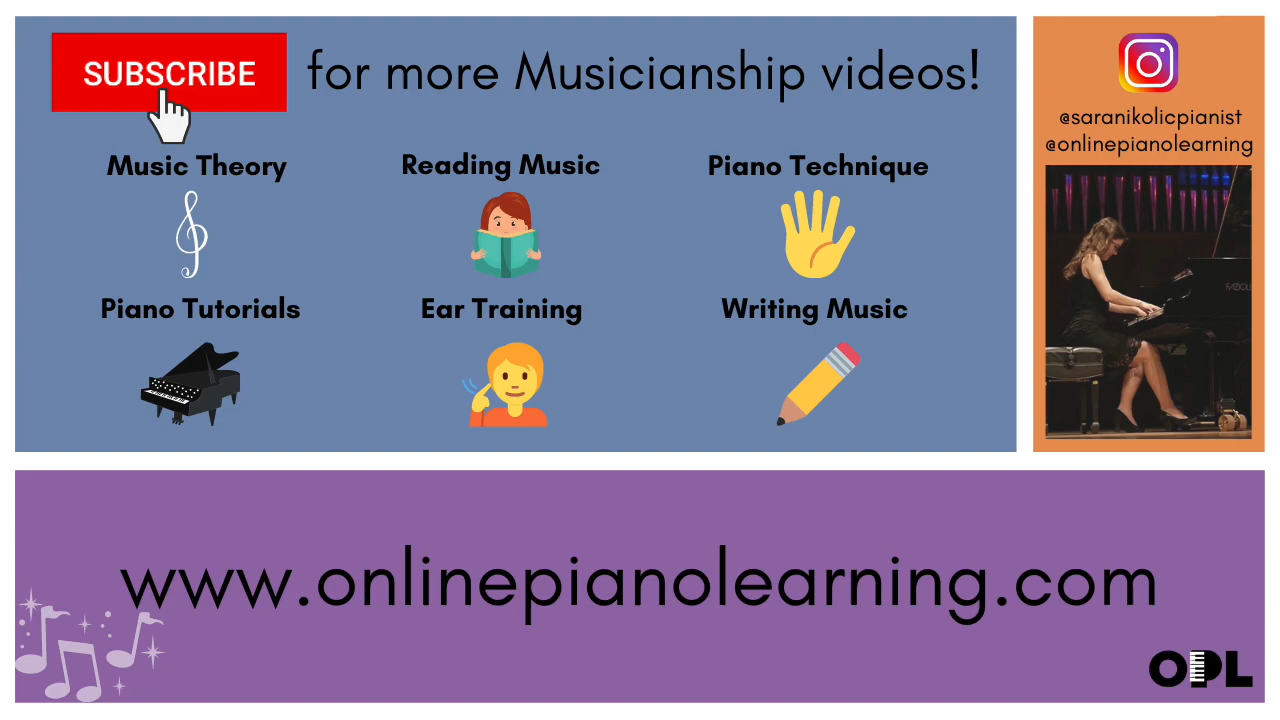 SUBSCRIBE for more Musicianship videos!
Music Theory
Reading Music
Piano Technique
Piano Tutorials
Ear Training
Writing Music
@saranikolicpianist
@onlinepianolearning
FAZIOLI
www.onlinepianolearning.com
OPL